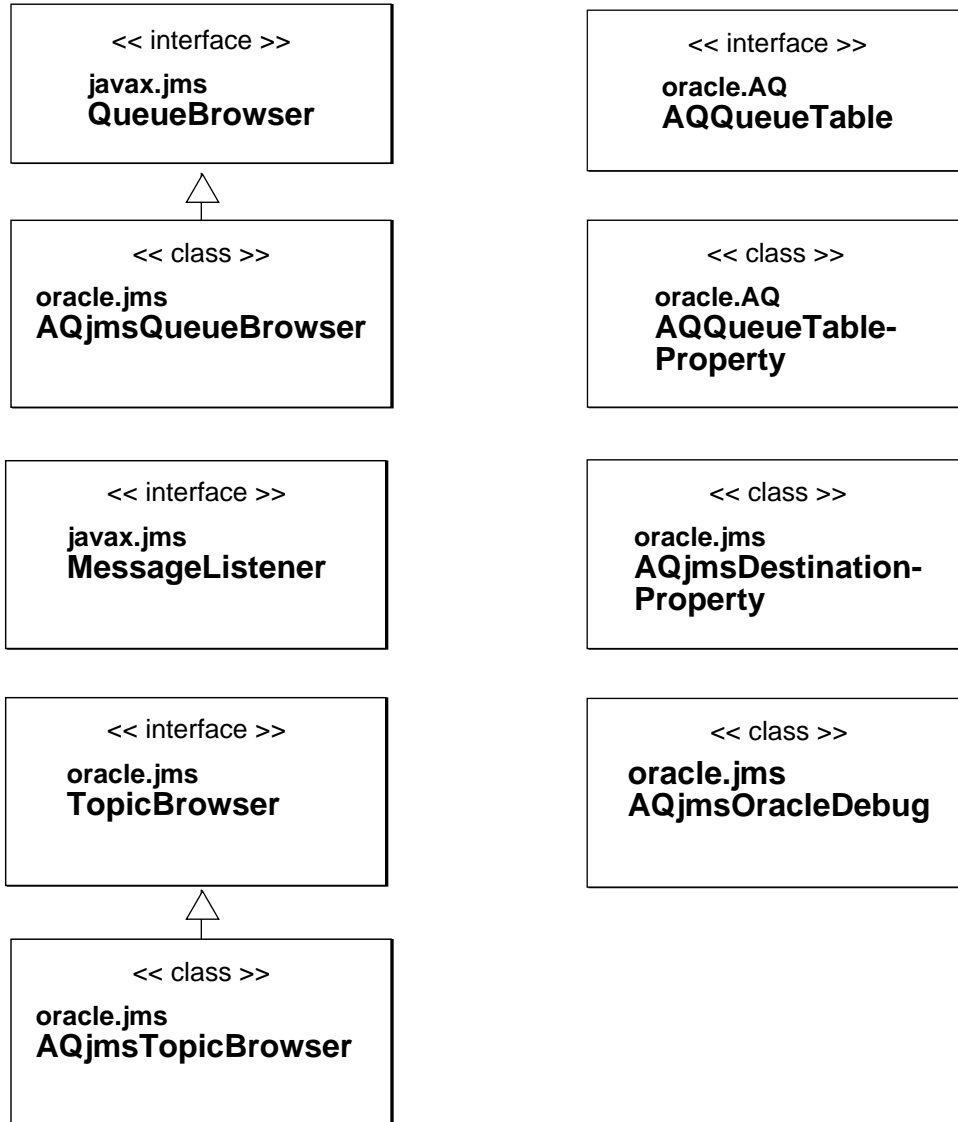 << interface >>
javax.jms
QueueBrowser
<< class >>
oracle.jms
AQjmsQueueBrowser
<< interface >>
javax.jms
MessageListener
<< interface >>
oracle.jms
TopicBrowser
<< class >>
oracle.jms
AQjmsTopicBrowser
<< interface >>
oracle.AQ
AQQueueTable
<< class >>
oracle.AQ
AQQueueTable-
Property
<< class >>
oracle.jms
AQjmsDestination-
Property
<< class >>
oracle.jms
AQjmsOracleDebug